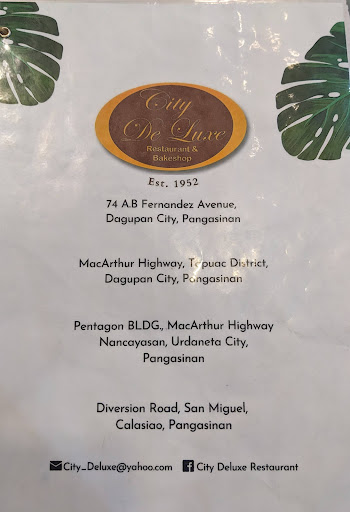 City
De Luxe
Restaurant &
Bakeshop
Est. 1952
74 A.B Fernandez Avenue,
Dagupan City, Pangasinan
MacArthur Highway, Tapuac District,
Dagupan City, Pangasinan
Pentagon BLDG., MacArthur Highway
Nancayasan, Urdaneta City,
Pangasinan
Diversion Road, San Miguel,
Calasiao, Pangasinan
City_Deluxe@yahoo.com City Deluxe Restaurant